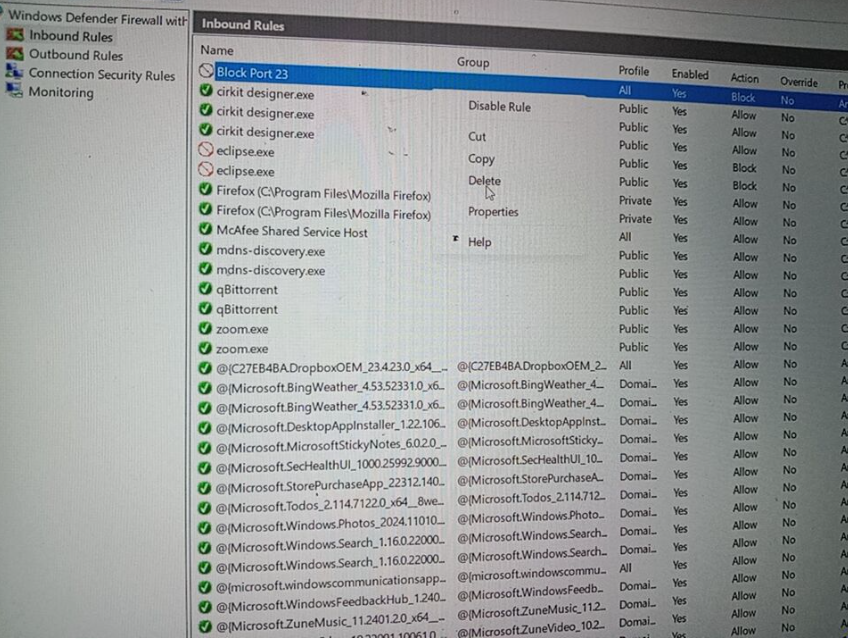 Windows Defender Firewall with
Inbound Rules
Outbound Rules
Connection Security Rules
Monitoring
Inbound Rules
Name Group Profile Enabled Action Override
Block Port 23 All Yes Block No
cirkit designer.exe Public Yes Allow No
cirkit designer.exe Public Yes Allow No
cirkit designer.exe Public Yes Allow No
eclipse.exe Public Yes Block No
eclipse.exe Public Yes Block No
Firefox (C:\Program Files\Mozilla Firefox) Private Yes Allow No
Firefox (C:\Program Files\Mozilla Firefox) Private Yes Allow No
McAfee Shared Service Host All Yes Allow No
mdns-discovery.exe Public Yes Allow No
mdns-discovery.exe Public Yes Allow No
qBittorrent Public Yes Allow No
qBittorrent Public Yes Allow No
zoom.exe Public Yes Allow No
zoom.exe Public Yes Allow No
@{C27EB4BA.DropboxOEM_23.4.23.0_x64__... @{C27EB4BA.DropboxOEM_2... All Yes Allow No
@{Microsoft.BingWeather_4.53.52331.0_x6... @{Microsoft.BingWeather_4... Domai... Yes Allow No
@{Microsoft.BingWeather_4.53.52331.0_x6... @{Microsoft.BingWeather_4... Domai... Yes Allow No
@{Microsoft.DesktopAppInstaller_1.22.106... @{Microsoft.DesktopAppInst... Domai... Yes Allow No
@{Microsoft.MicrosoftStickyNotes_6.0.2.0_... @{Microsoft.MicrosoftSticky... Domai... Yes Allow No
@{Microsoft.SecHealthUI_1000.25992.9000... @{Microsoft.SecHealthUI_10... Domai... Yes Allow No
@{Microsoft.StorePurchaseApp_22312.140... @{Microsoft.StorePurchaseA... Domai... Yes Allow No
@{Microsoft.Todos_2.114.7122.0_x64__8we... @{Microsoft.Todos_2.114.712... Domai... Yes Allow No
@{Microsoft.Windows.Photos_2024.11010... @{Microsoft.Windows.Photo... Domai... Yes Allow No
@{Microsoft.Windows.Search_1.16.0.22000... @{Microsoft.Windows.Search... Domai... Yes Allow No
@{Microsoft.Windows.Search_1.16.0.22000... @{Microsoft.Windows.Search... Domai... Yes Allow No
@{microsoft.windowscommunicationsapp... @{microsoft.windowscommu... All Yes Allow No
@{Microsoft.WindowsFeedbackHub_1.240... @{Microsoft.WindowsFeedb... Domai... Yes Allow No
@{Microsoft.ZuneMusic_11.2401.2.0_x64__... @{Microsoft.ZuneMusic_11.2... Domai... Yes Allow No
@{Microsoft.ZuneVideo_10.2... Domai... Yes Allow No
Disable Rule
Cut
Copy
Delete
Properties
Help